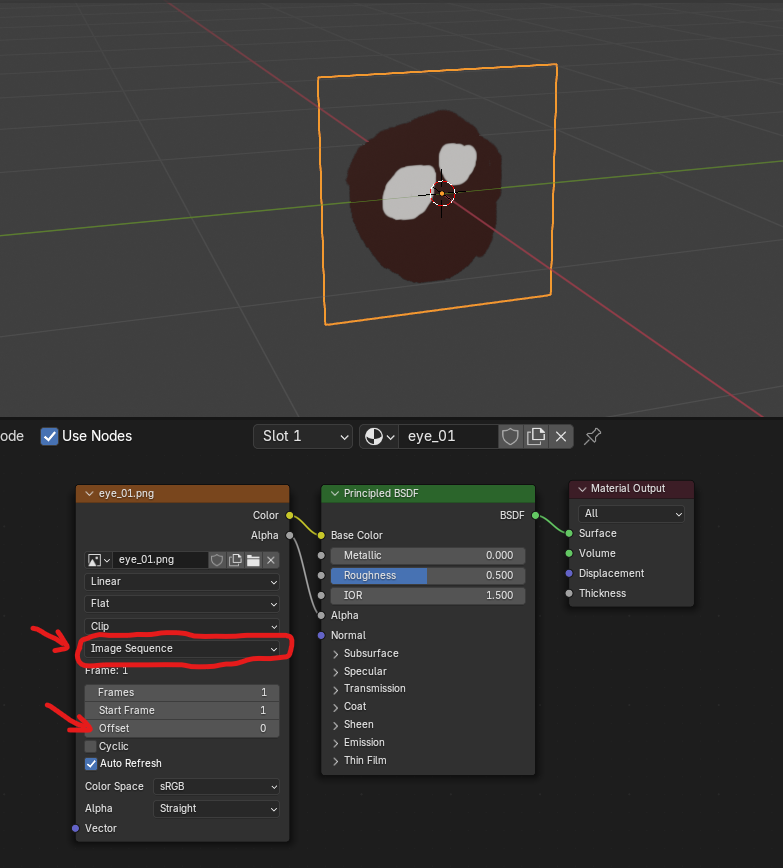 ode Use Nodes Slot 1 eye_01
eye_01.png
Color
Alpha
eye_01.png
Linear
Flat
Clip
Image Sequence
Frame: 1
Frames 1
Start Frame 1
Offset 0
Cyclic
Auto Refresh
Color Space sRGB
Alpha Straight
Vector
Principled BSDF
BSDF
Base Color
Metallic 0.000
Roughness 0.500
IOR 1.500
Alpha
Normal
Subsurface
Specular
Transmission
Coat
Sheen
Emission
Thin Film
Material Output
All
Surface
Volume
Displacement
Thickness